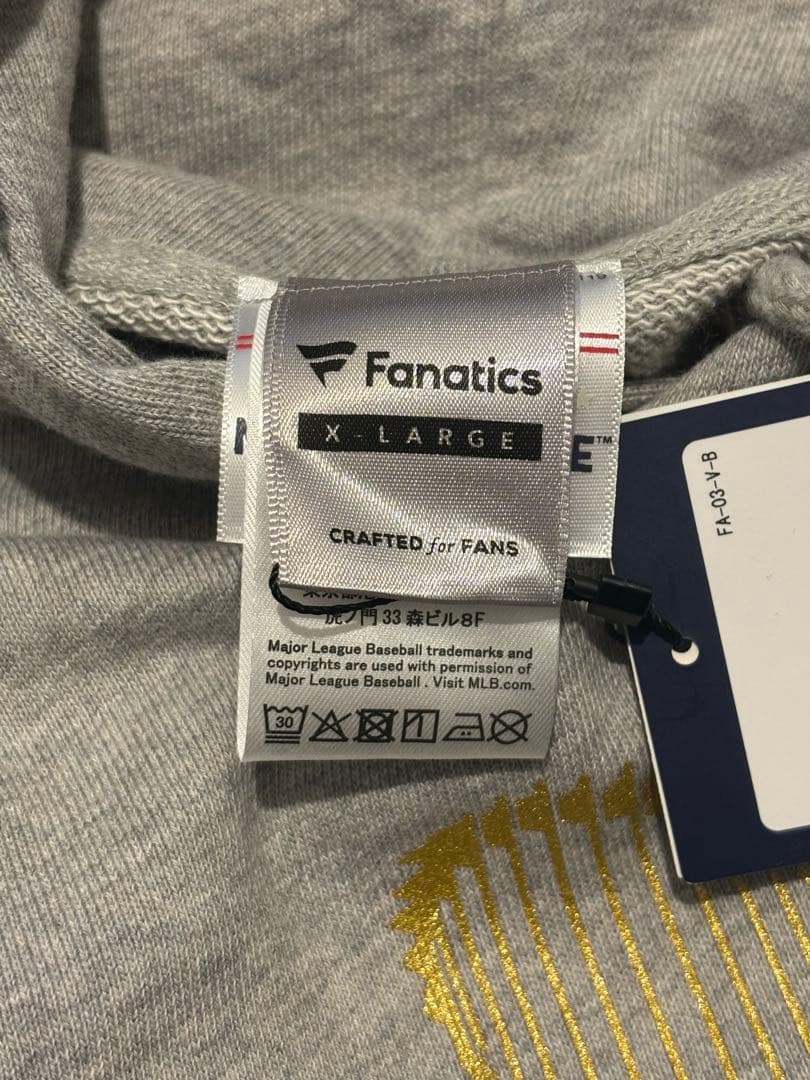 Fanatics
X-LARGE
E™
CRAFTED for FANS
虎ノ門33森ビル8F
Major League Baseball trademarks and
copyrights are used with permission of
Major League Baseball. Visit MLB.com.
30
FA-03-V-B